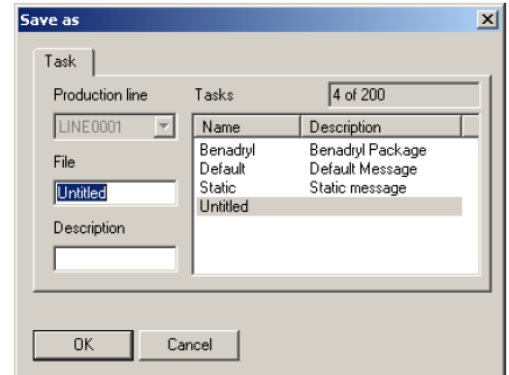 Save as
Task
Production line
LINE0001
File
Untitled
Description
Tasks 4 of 200
Name Description
Benadryl Benadryl Package
Default Default Message
Static Static message
Untitled
OK Cancel